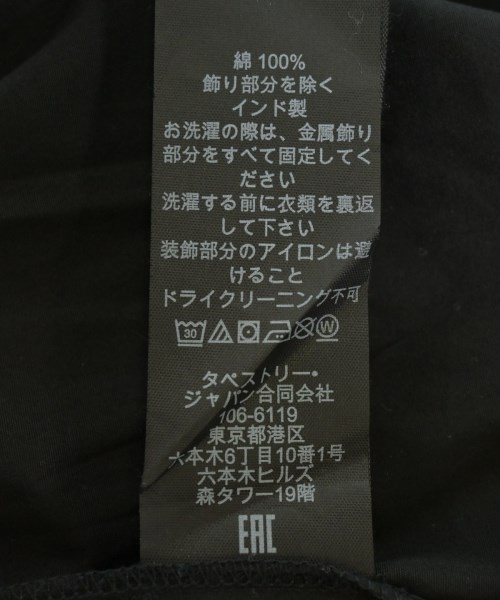 綿 100%
飾り部分を除く
インド製
お洗濯の際は、金属飾り
部分をすべて固定してく
ださい
洗濯する前に衣類を裏返
して下さい
装飾部分のアイロンは避
けること
ドライクリーニング不可
30 W
タペストリー・
ジャパン合同会社
106-6119
東京都港区
六本木6丁目10番1号
六本木ヒルズ
森タワー19階
EAC